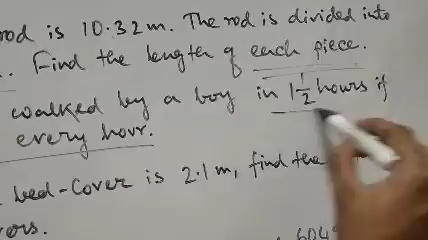 rod is 10.32 m. The rod is divided into
. Find the length of each piece.
walked by a boy in 1 1/2 hours if
every hour.
bed-Cover is 2.1 m, find the
ors.